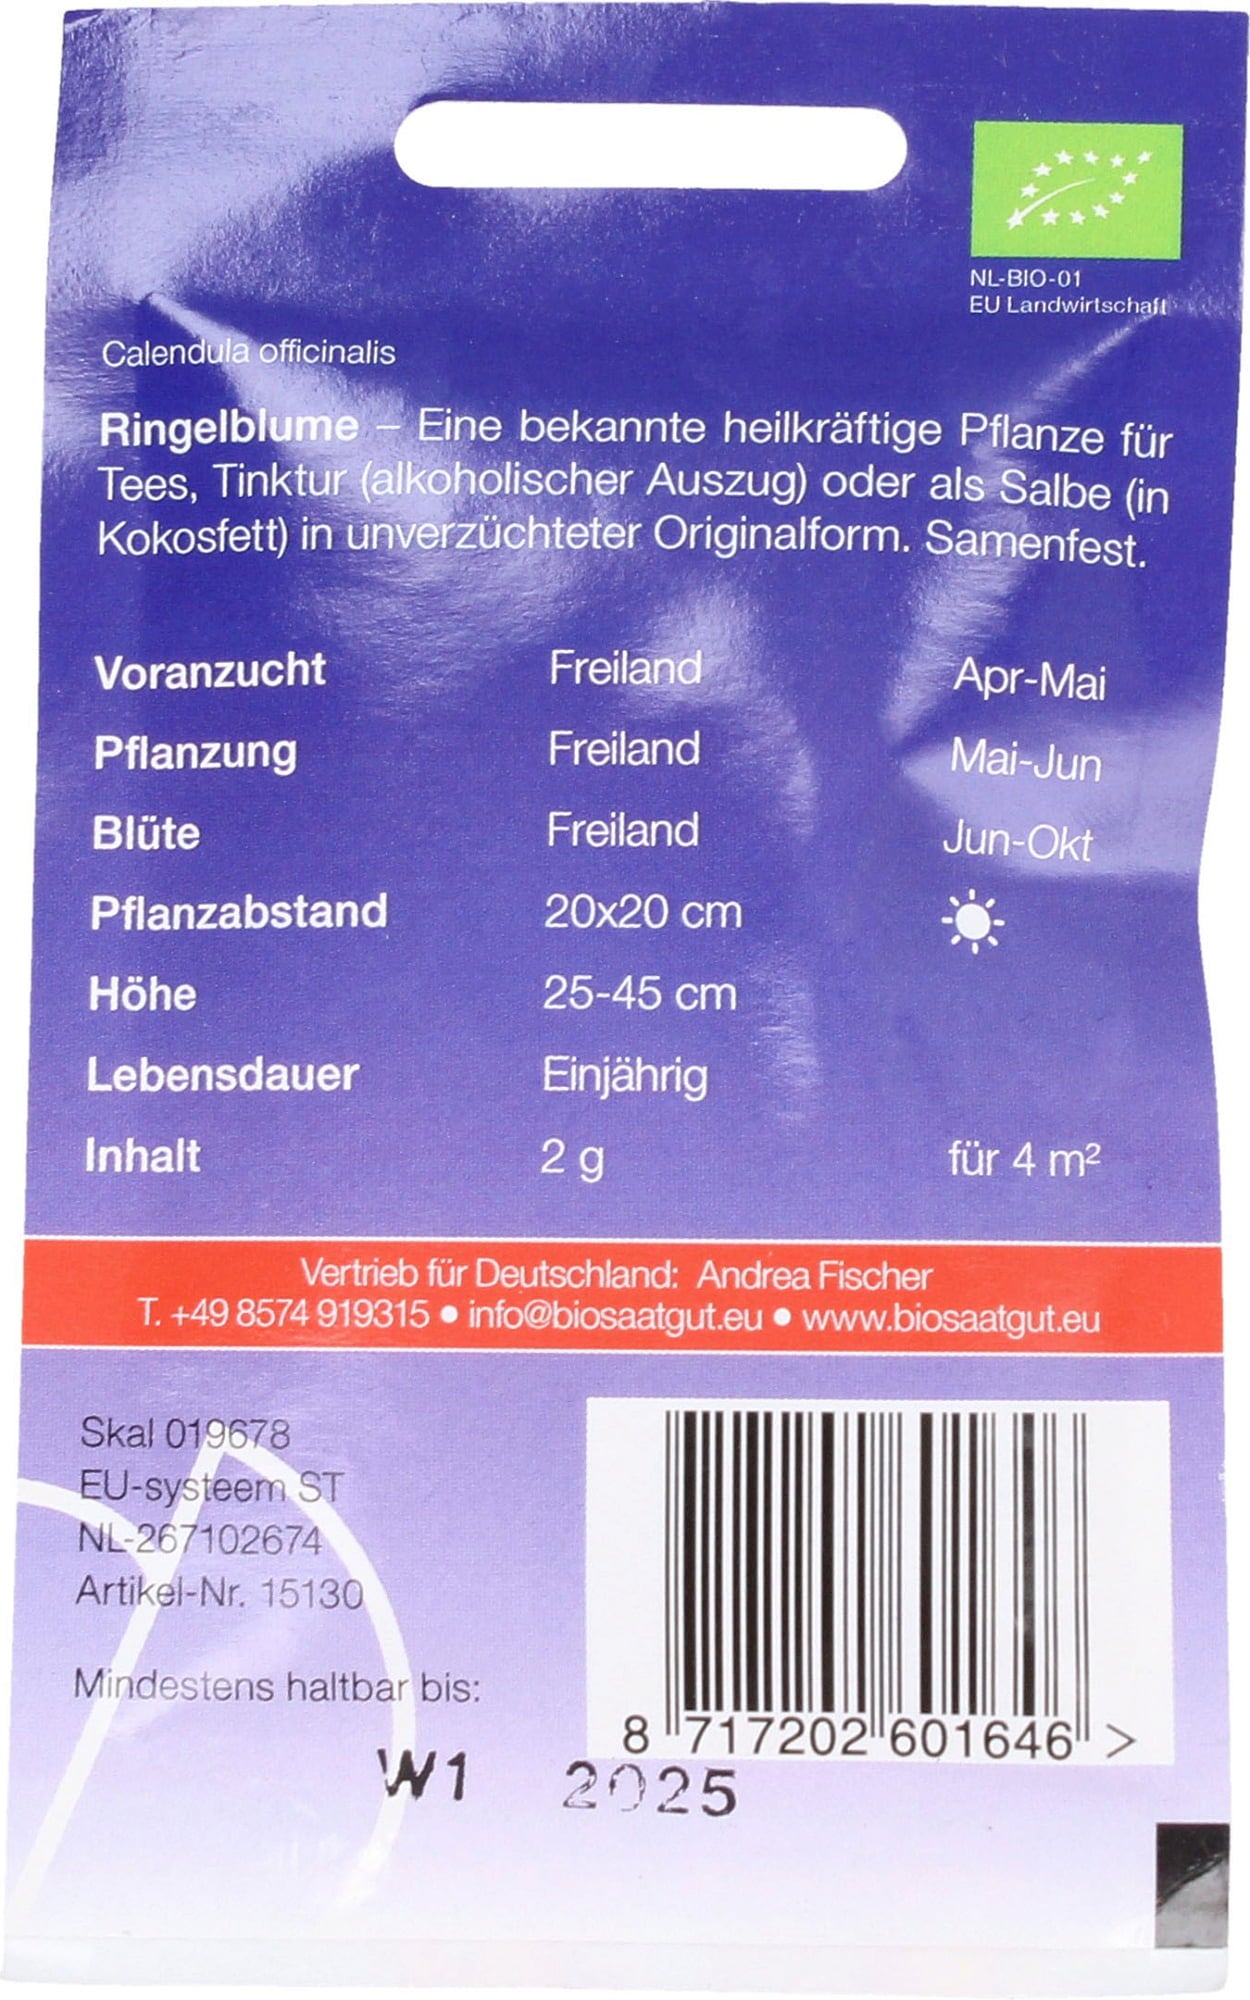 NL-BIO-01
EU Landwirtschaft
Calendula officinalis
Ringelblume – Eine bekannte heilkräftige Pflanze für
Tees, Tinktur (alkoholischer Auszug) oder als Salbe (in
Kokosfett) in unverzüchteter Originalform. Samenfest.
Voranzucht Freiland Apr-Mai
Pflanzung Freiland Mai-Jun
Blüte Freiland Jun-Okt
Pflanzabstand 20x20 cm
Höhe 25-45 cm
Lebensdauer Einjährig
Inhalt 2 g für 4 m²
Vertrieb für Deutschland: Andrea Fischer
T. +49 8574 919315 ● info@biosaatgut.eu ● www.biosaatgut.eu
Skal 019678
EU-systeem ST
NL-267102674
Artikel-Nr. 15130
Mindestens haltbar bis:
8 717202 601646 >
W1 2025